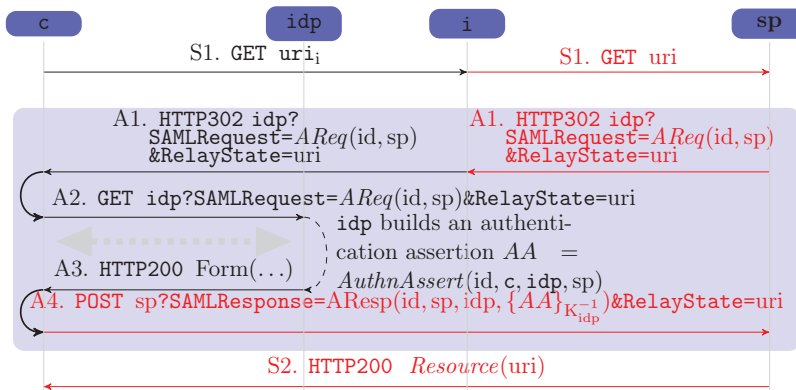 c idp i sp
S1. GET uri_i S1. GET uri
A1. HTTP302 idp? A1. HTTP302 idp?
SAMLRequest=AReq(id, sp) SAMLRequest=AReq(id, sp)
&RelayState=uri &RelayState=uri
A2. GET idp?SAMLRequest=AReq(id, sp)&RelayState=uri
idp builds an authenti-
cation assertion AA =
AuthnAssert(id, c, idp, sp)
A3. HTTP200 Form(...)
A4. POST sp?SAMLResponse=AResp(id, sp, idp, {AA}_{K_{idp}^{-1}})&RelayState=uri
S2. HTTP200 Resource(uri)